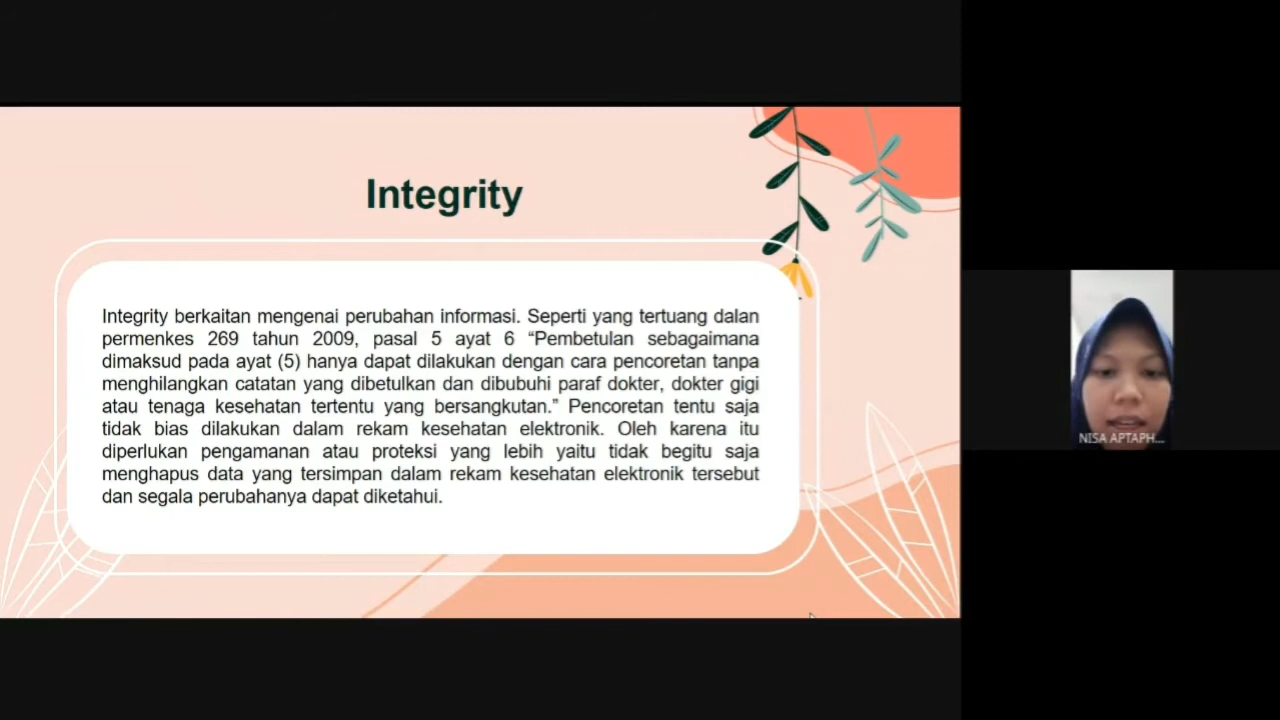 Integrity
Integrity berkaitan mengenai perubahan informasi. Seperti yang tertuang dalan
permenkes 269 tahun 2009, pasal 5 ayat 6 “Pembetulan sebagaimana
dimaksud pada ayat (5) hanya dapat dilakukan dengan cara pencoretan tanpa
menghilangkan catatan yang dibetulkan dan dibubuhi paraf dokter, dokter gigi
atau tenaga kesehatan tertentu yang bersangkutan.” Pencoretan tentu saja
tidak bias dilakukan dalam rekam kesehatan elektronik. Oleh karena itu
diperlukan pengamanan atau proteksi yang lebih yaitu tidak begitu saja
menghapus data yang tersimpan dalam rekam kesehatan elektronik tersebut
dan segala perubahanya dapat diketahui.
NISA APTAPH...